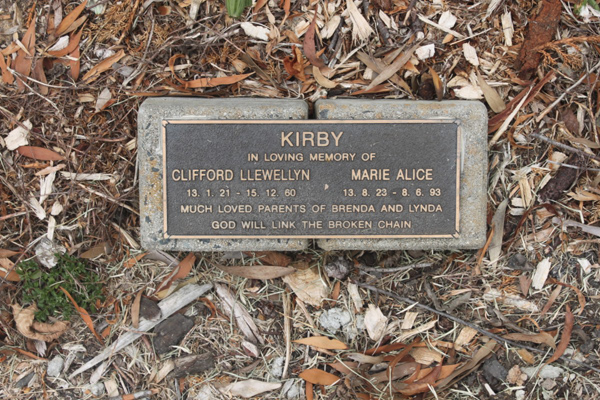 KIRBY
IN LOVING MEMORY OF
CLIFFORD LLEWELLYN MARIE ALICE
13. 1. 21 - 15. 12. 60 13. 8. 23 - 8. 6. 93
MUCH LOVED PARENTS OF BRENDA AND LYNDA
GOD WILL LINK THE BROKEN CHAIN